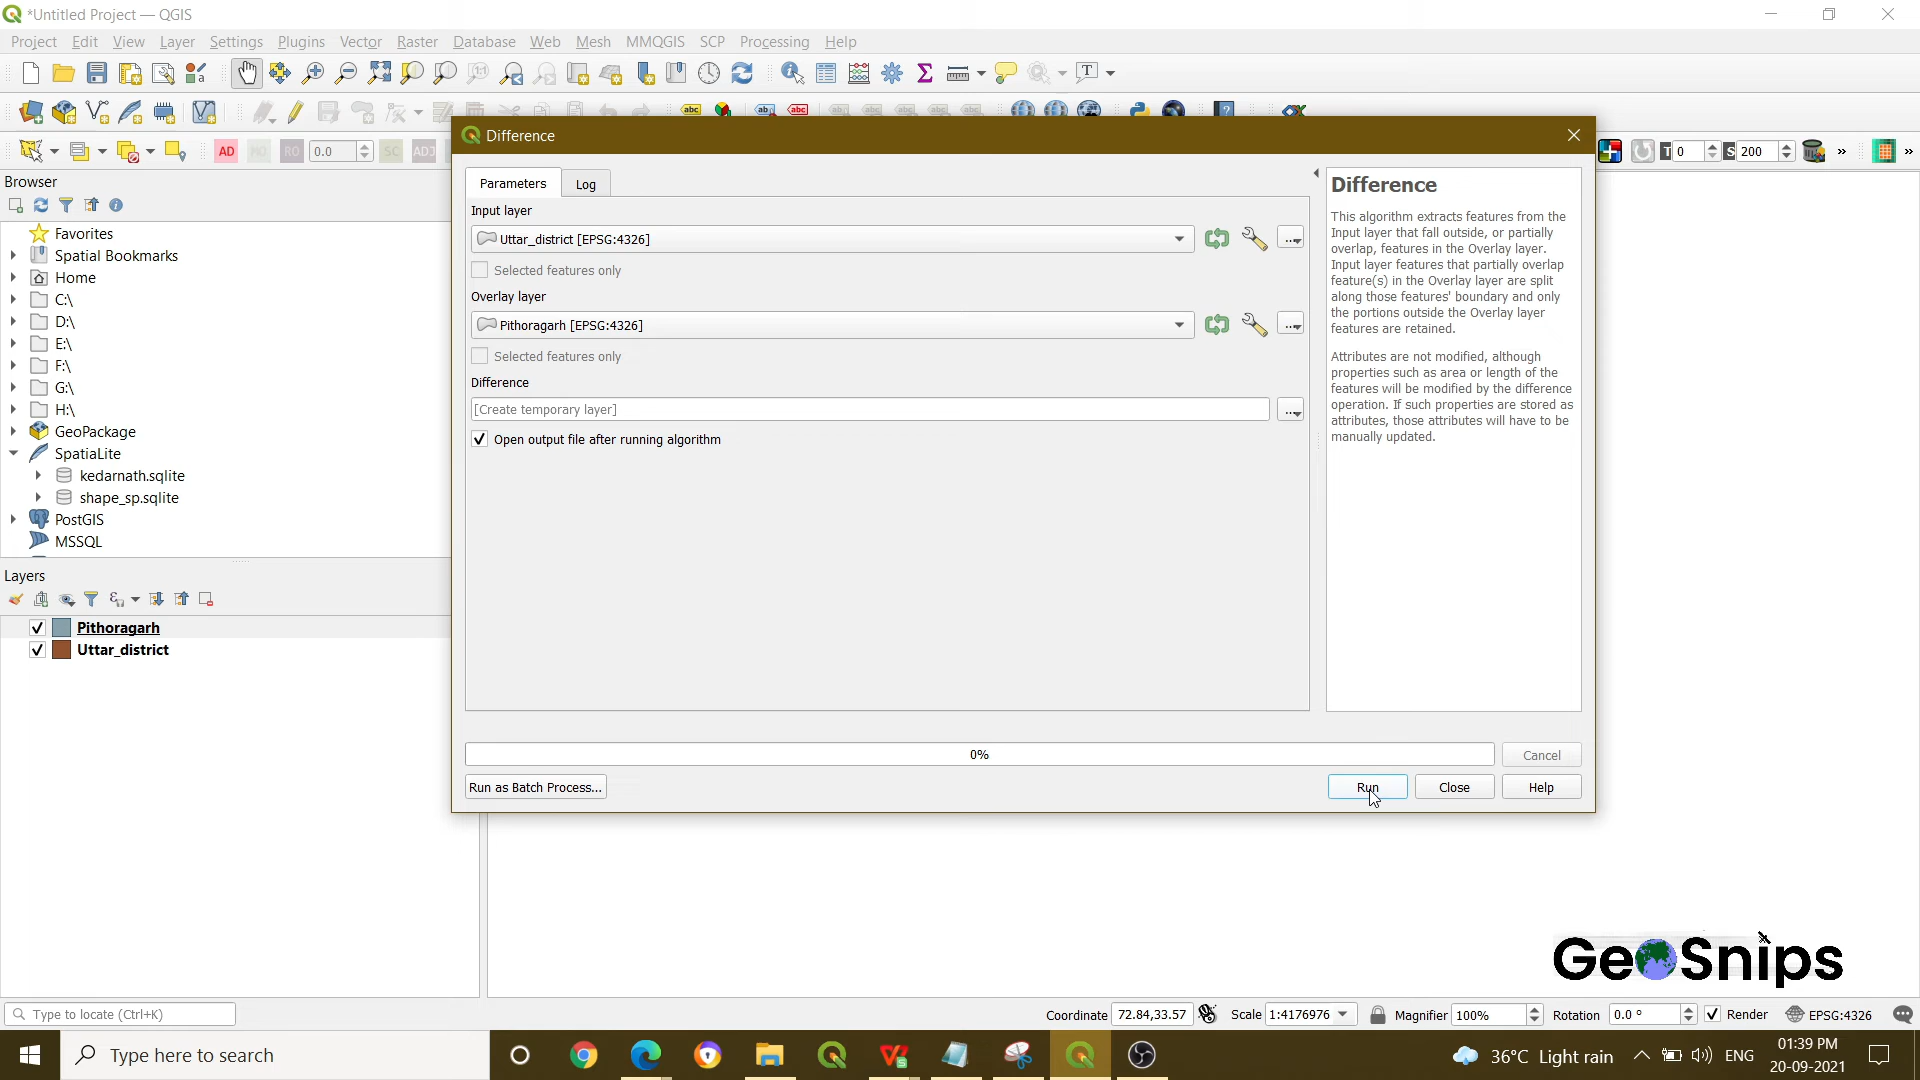 *Untitled Project — QGIS
Project Edit View Layer Settings Plugins Vector Raster Database Web Mesh MMQGIS SCP Processing Help
AD MO RO 0.0 SC ADJ
T 0 S 200 » »
Browser
Favorites
Spatial Bookmarks
Home
C:\
D:\
E:\
F:\
G:\
H:\
GeoPackage
SpatiaLite
kedarnath.sqlite
shape_sp.sqlite
PostGIS
MSSQL
Layers
Pithoragarh
Uttar_district
Difference
Parameters Log
Input layer
Uttar_district [EPSG:4326]
Selected features only
Overlay layer
Pithoragarh [EPSG:4326]
Selected features only
Difference
[Create temporary layer]
Open output file after running algorithm
Difference
This algorithm extracts features from the
Input layer that fall outside, or partially
overlap, features in the Overlay layer.
Input layer features that partially overlap
feature(s) in the Overlay layer are split
along those features' boundary and only
the portions outside the Overlay layer
features are retained.
Attributes are not modified, although
properties such as area or length of the
features will be modified by the difference
operation. If such properties are stored as
attributes, those attributes will have to be
manually updated.
0%
Cancel
Run as Batch Process...
Run Close Help
GeoSnips
Type to locate (Ctrl+K)
Coordinate 72.84,33.57 Scale 1:4176976 Magnifier 100% Rotation 0.0 ° Render EPSG:4326
Type here to search
36°C Light rain ENG
01:39 PM
20-09-2021